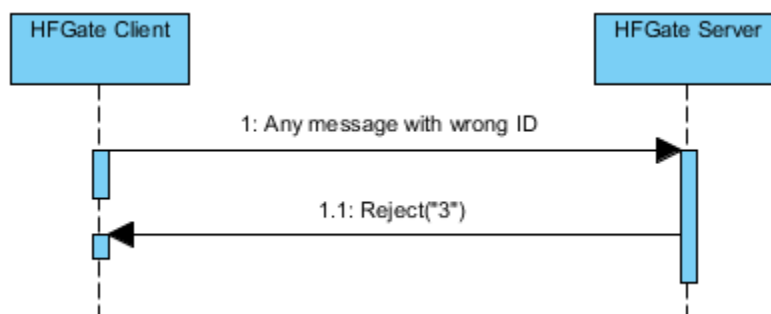 HFGate Client
HFGate Server
1: Any message with wrong ID
1.1: Reject("3")